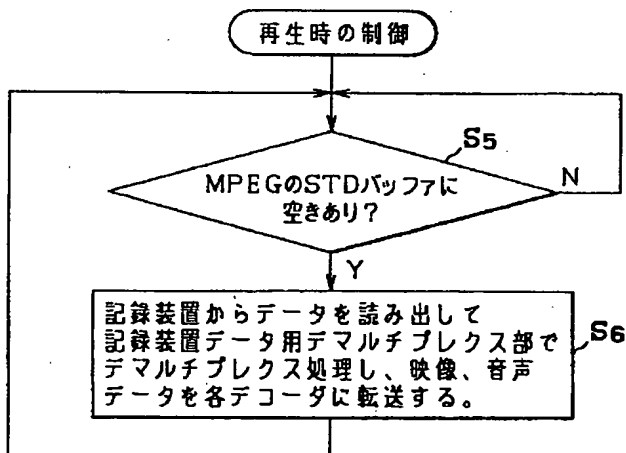 再生時の制御
S5
MPEGのSTDバッファに
空きあり？
N
Y
記録装置からデータを読み出して
記録装置データ用デマルチプレクス部で
デマルチプレクス処理し、映像、音声
データを各デコーダに転送する。
S6